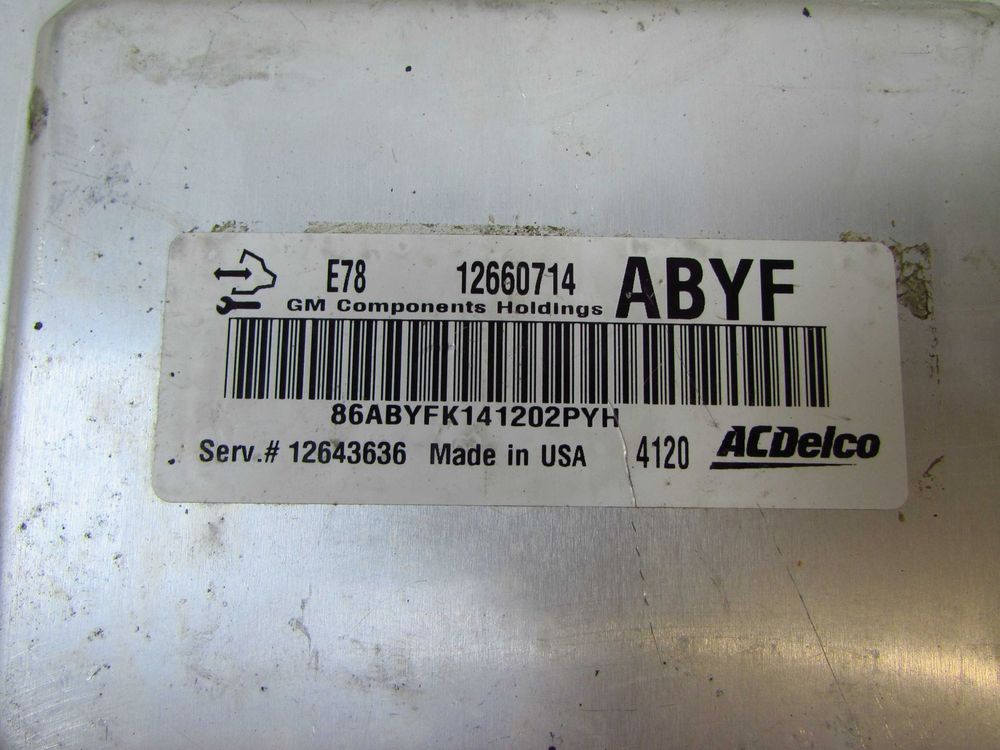 E78 12660714 ABYF
GM Components Holdings
86ABYFK141202PYH
Serv.# 12643636 Made in USA 4120 ACDelco